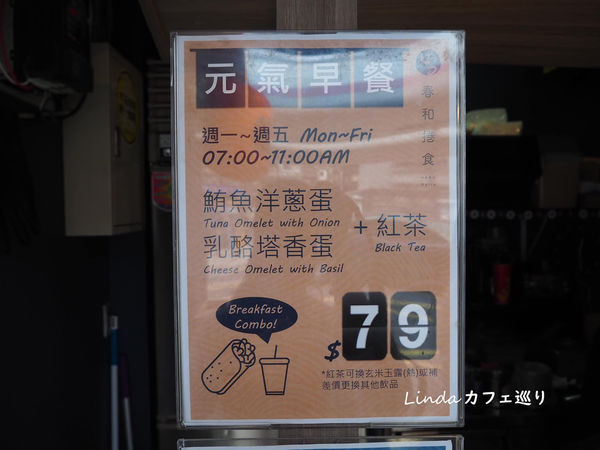 元氣早餐
春和捲食
週一~週五 Mon~Fri
07:00~11:00AM
鮪魚洋蔥蛋
Tuna Omelet with Onion
乳酪塔香蛋
Cheese Omelet with Basil
+ 紅茶
Black Tea
Breakfast
Combo!
$79
*紅茶可換玄米玉露(熱)或補
差價更換其他飲品
Lindaカフェ巡り